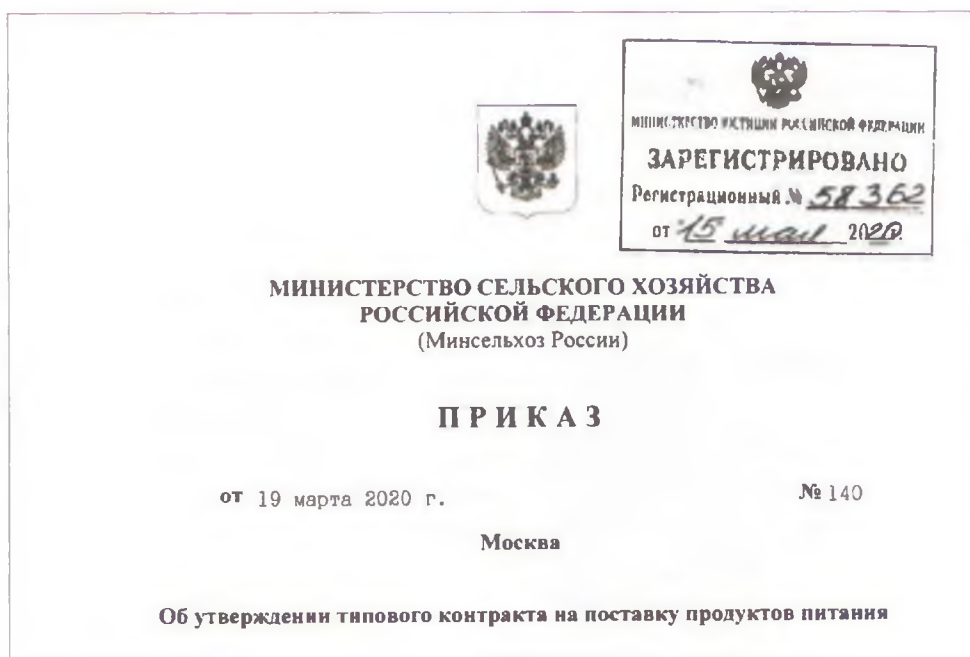 МИНИСТЕРСТВО ЮСТИЦИИ РОССИЙСКОЙ ФЕДЕРАЦИИ
ЗАРЕГИСТРИРОВАНО
Регистрационный № 58362
от 15 мая 2020.
МИНИСТЕРСТВО СЕЛЬСКОГО ХОЗЯЙСТВА
РОССИЙСКОЙ ФЕДЕРАЦИИ
(Минсельхоз России)
ПРИКАЗ
от 19 марта 2020 г. № 140
Москва
Об утверждении типового контракта на поставку продуктов питания